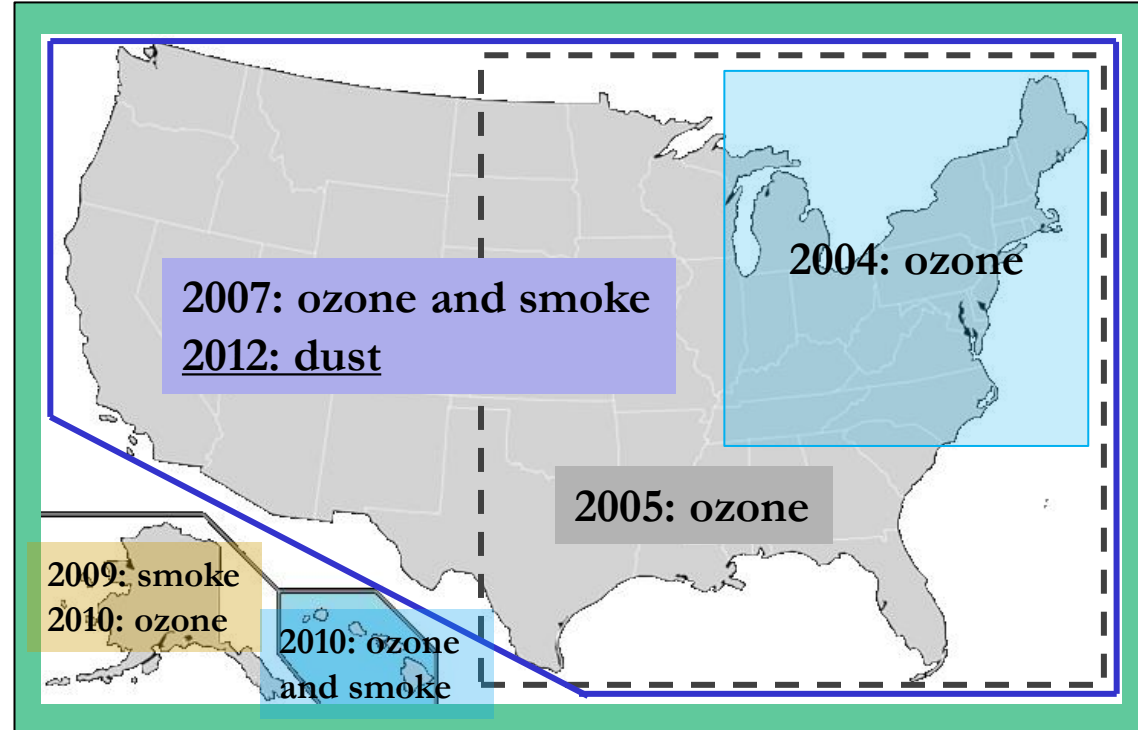 2004: ozone
2007: ozone and smoke
2012: dust
2005: ozone
2009: smoke
2010: ozone
2010: ozone
and smoke